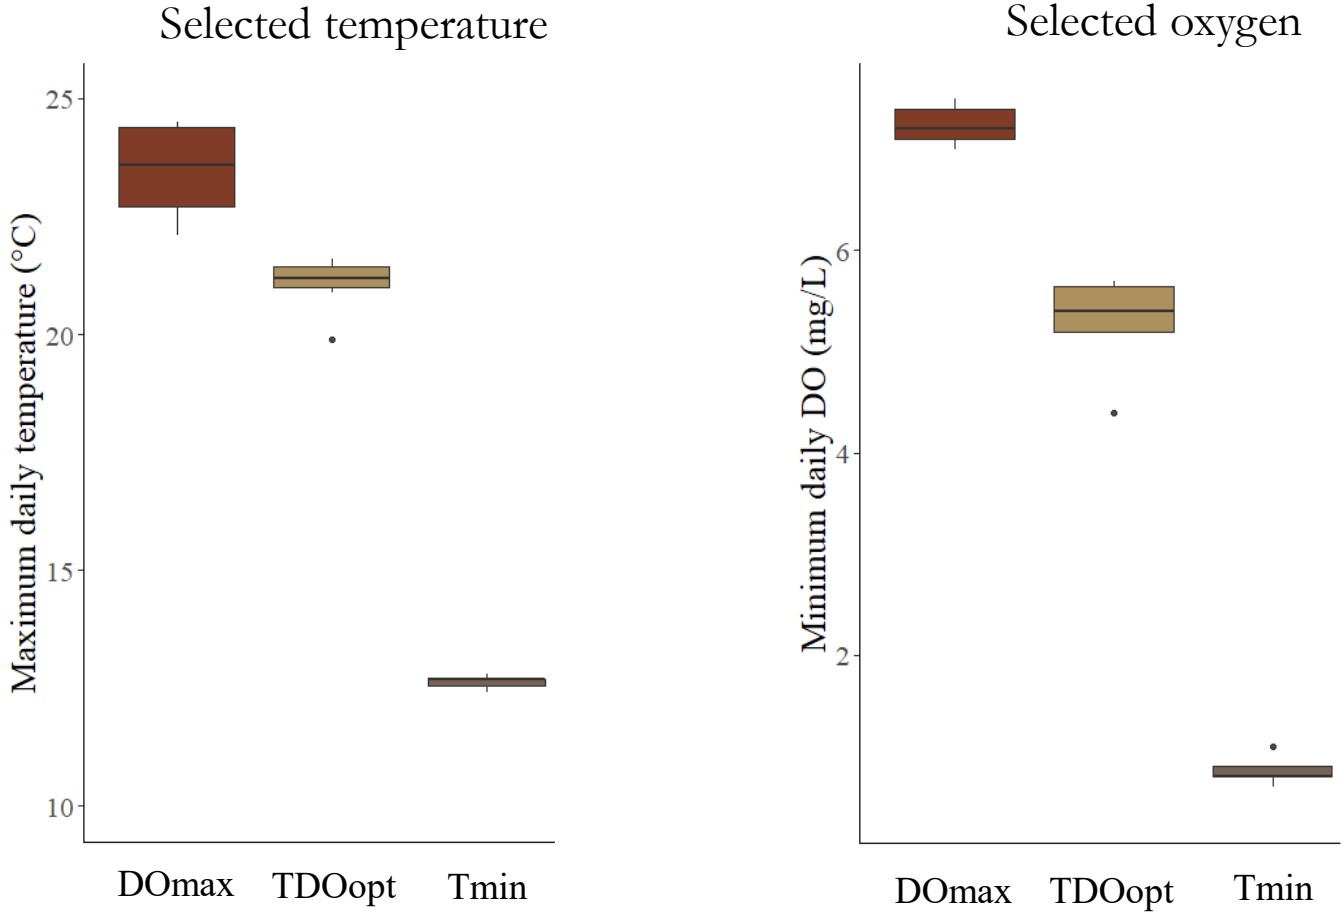 Selected temperature
Maximum daily temperature (°C)
25
20
15
10
DOmax TDOopt Tmin
Selected oxygen
Minimum daily DO (mg/L)
6
4
2
DOmax TDOopt Tmin